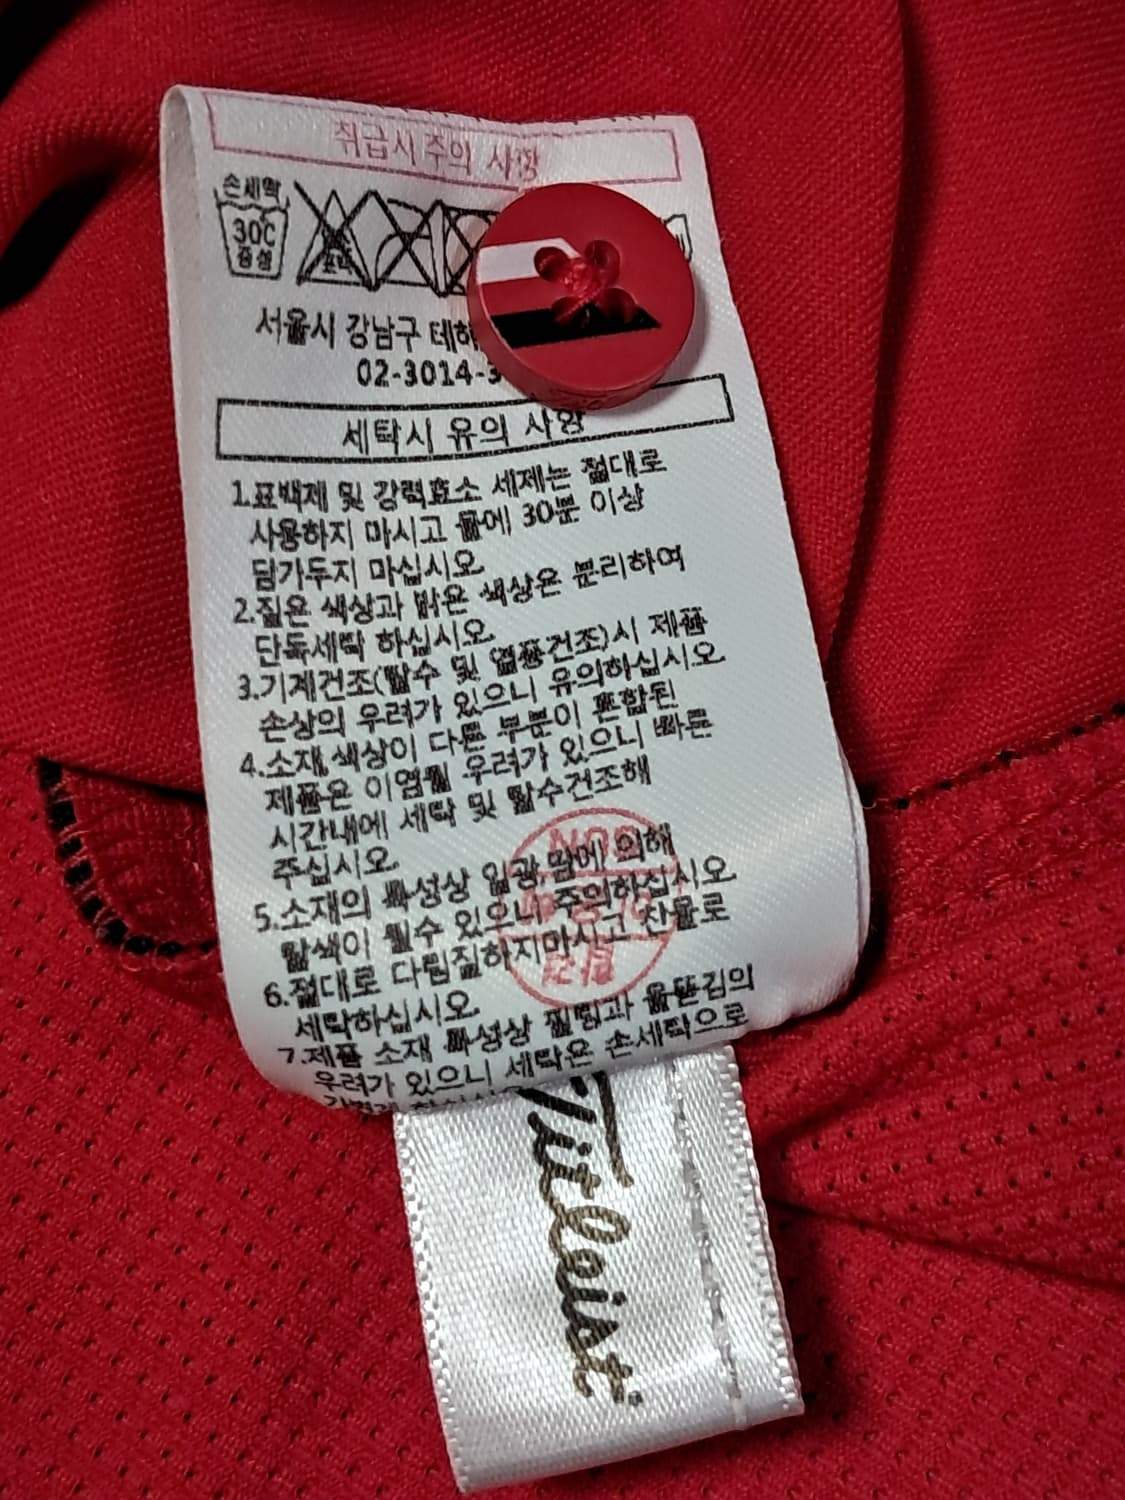 취급시 주의 사항
손세탁
30C
중성
서울시 강남구 테헤
02-3014-3
세탁시 유의 사항
1.표백제 및 강력효소 세제는 절대로
사용하지 마시고 물에 30분 이상
담가두지 마십시오.
2.짙은 색상과 밝은 색상은 분리하여
단독세탁 하십시오.
3.기계건조(탈수 및 열풍건조)시 제품
손상의 우려가 있으니 유의하십시오.
4.소재,색상이 다른 부분이 혼합된
제품은 이염될 우려가 있으니 빠른
시간내에 세탁 및 탈수건조해
주십시오.
5.소재의 특성상 일광,땀에 의해
탈색이 될수 있으니 주의하십시오.
6.절대로 다림질하지마시고 찬물로
세탁하십시오.
7.제품 소재 특성상 필링과 올뜯김의
우려가 있으니 세탁은 손세탁으로
Titleist